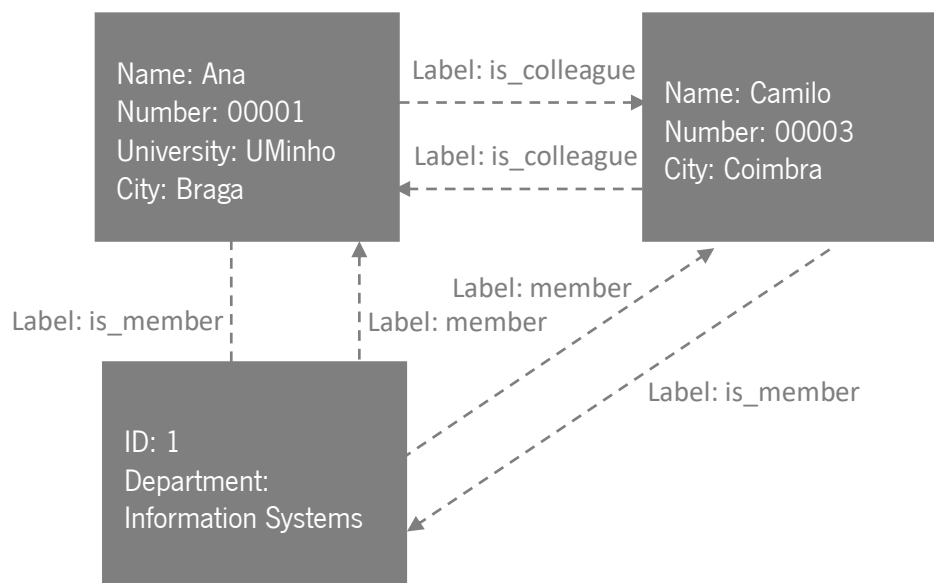 Name: Ana
Number: 00001
University: UMinho
City: Braga
Label: is_colleague
Label: is_colleague
Name: Camilo
Number: 00003
City: Coimbra
Label: is_member
Label: member
Label: member
Label: is_member
ID: 1
Department:
Information Systems